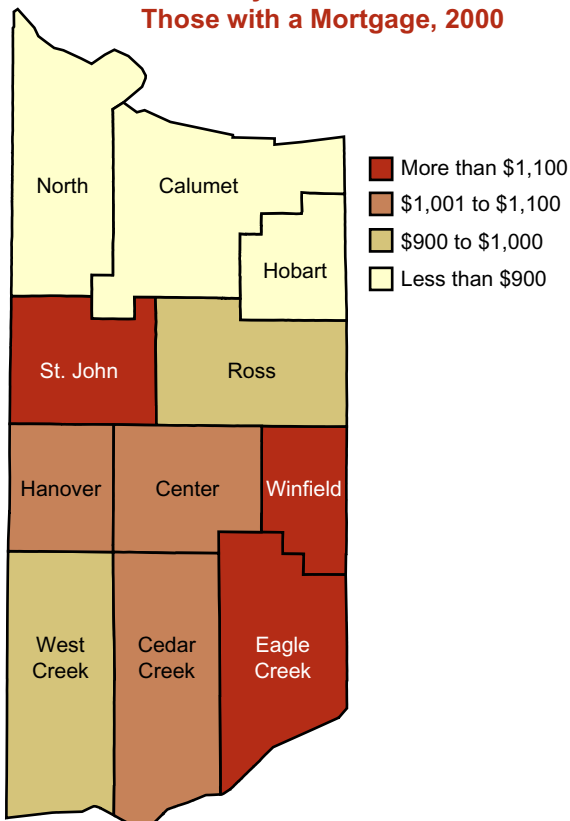 Those with a Mortgage, 2000
More than $1,100
$1,001 to $1,100
$900 to $1,000
Less than $900
North
Calumet
Hobart
St. John
Ross
Hanover
Center
Winfield
West
Creek
Cedar
Creek
Eagle
Creek